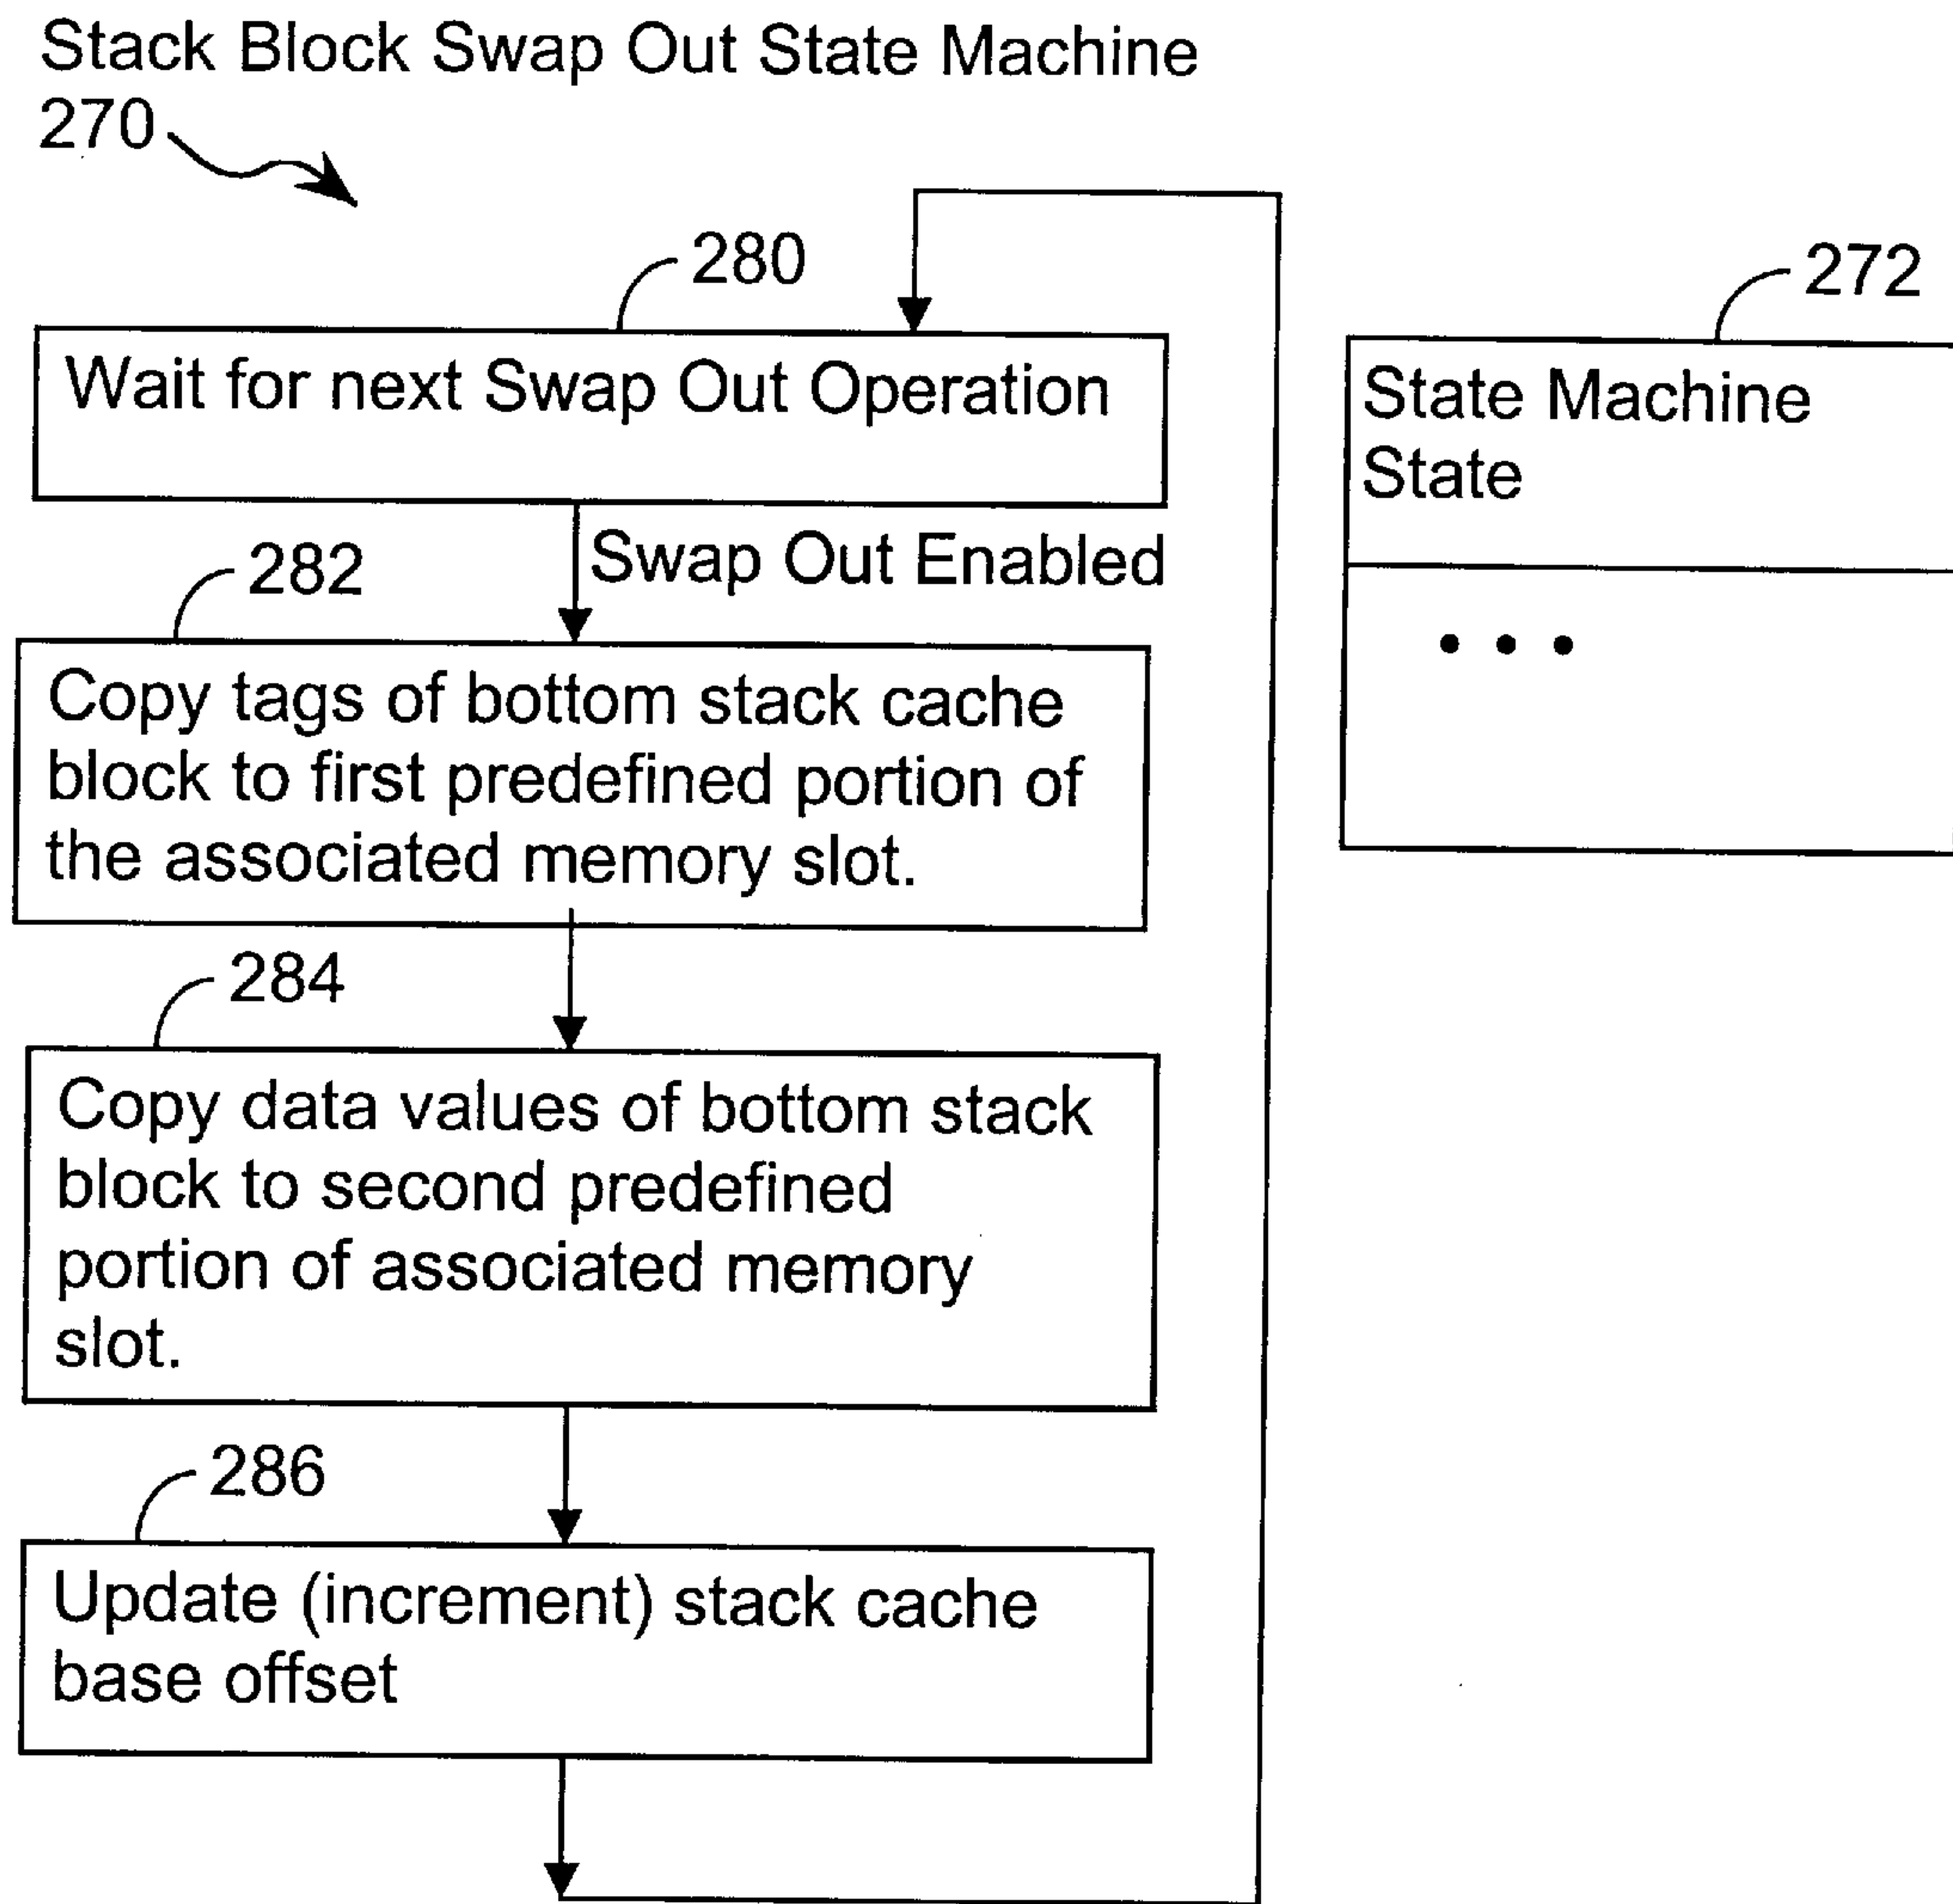 Stack Block Swap Out State Machine
270
280
272
Wait for next Swap Out Operation
State Machine
State
Swap Out Enabled
282
• • •
Copy tags of bottom stack cache
block to first predefined portion of
the associated memory slot.
284
Copy data values of bottom stack
block to second predefined
portion of associated memory
slot.
286
Update (increment) stack cache
base offset